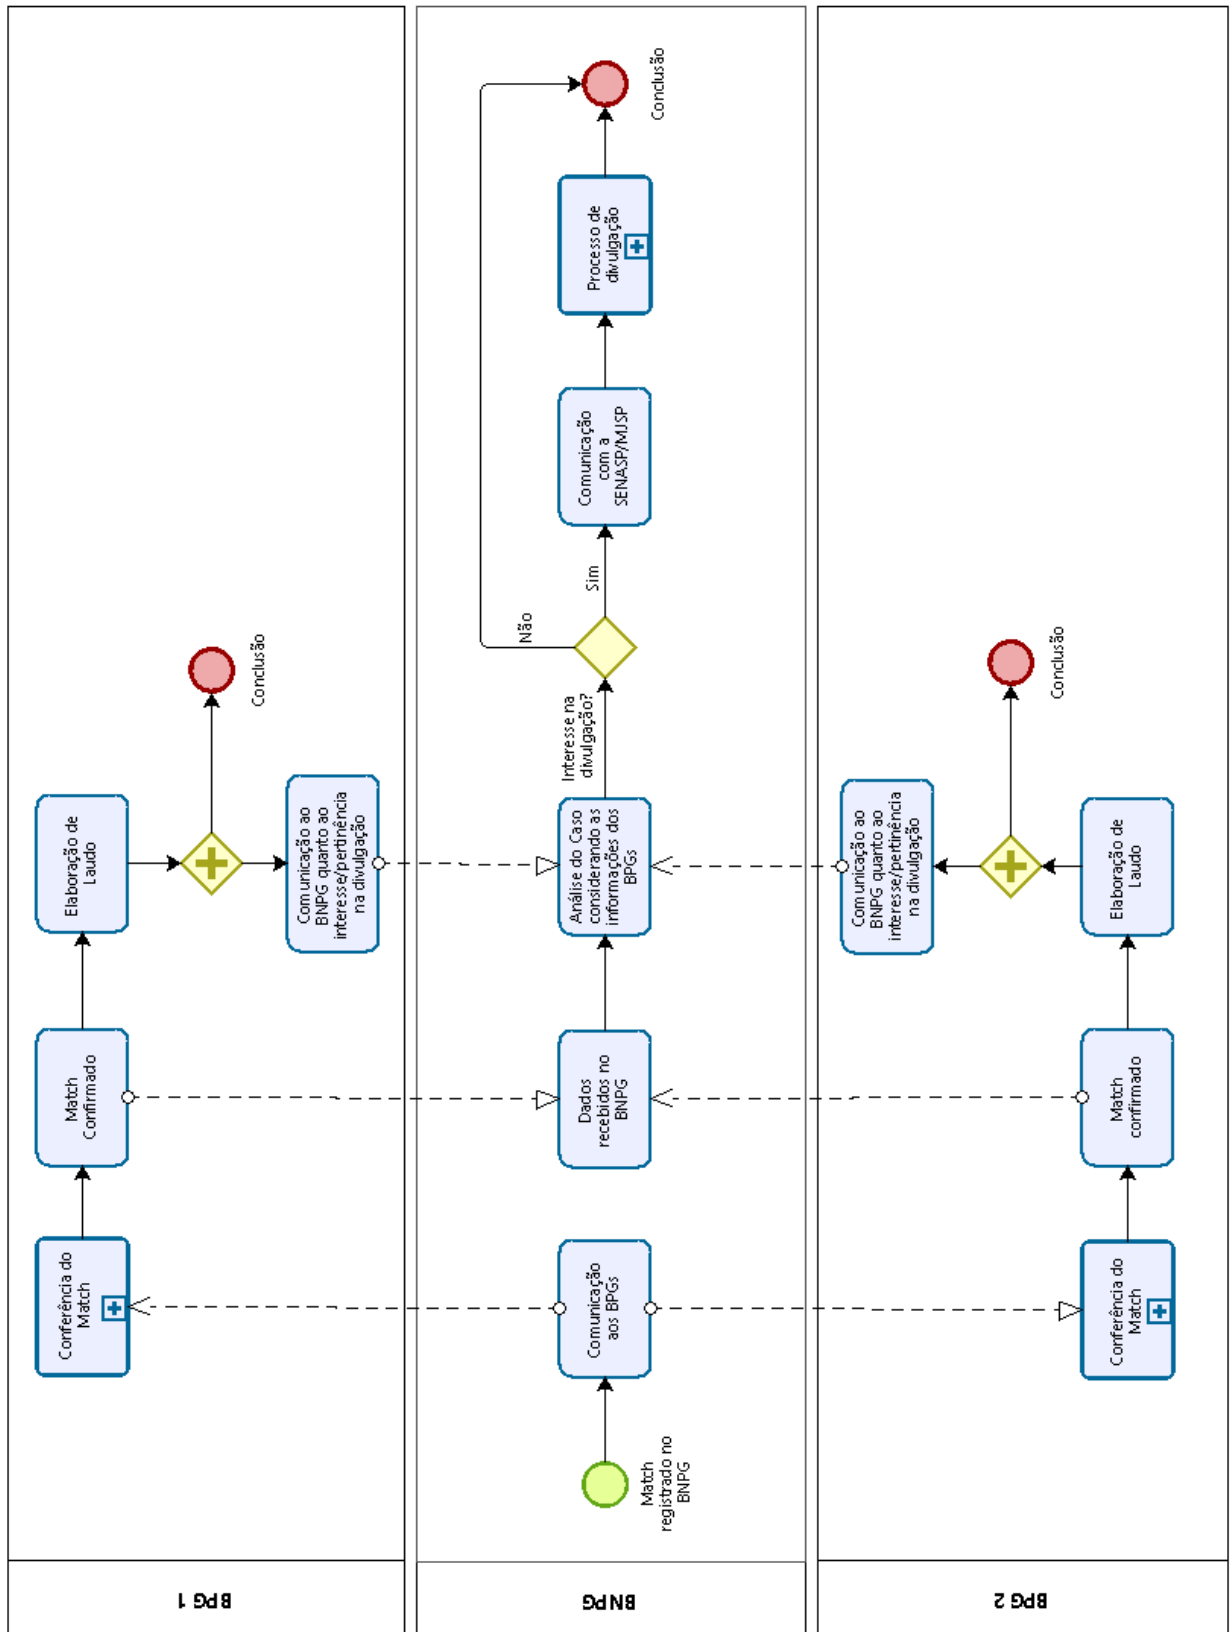 BPG 1
Conferência do
Match
Match
Confirmado
Elaboração de
Laudo
Comunicação ao
BNPG quanto ao
interesse/pertinência
na divulgação
Conclusão
BNPG
Match
registrado no
BNPG
Comunicação
aos BPGs
Dados
recebidos no
BNPG
Análise do Caso
considerando as
informações dos
BPGs
Interesse na
divulgação?
Não
Sim
Comunicação
com a
SENASP/MJSP
Processo de
divulgação
Conclusão
BPG 2
Conferência do
Match
Match
confirmado
Elaboração de
Laudo
Comunicação ao
BNPG quanto ao
interesse/pertinência
na divulgação
Conclusão